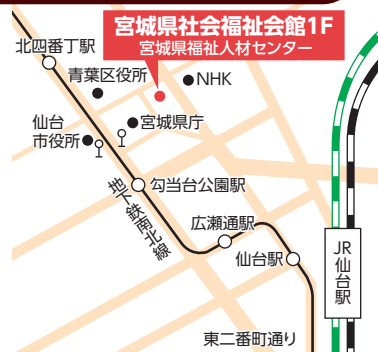 宮城県社会福祉会館1F
宮城県福祉人材センター
北四番丁駅
青葉区役所
NHK
仙台
市役所
宮城県庁
勾当台公園駅
地下鉄南北線
広瀬通駅
仙台駅
JR仙台駅
東二番町通り